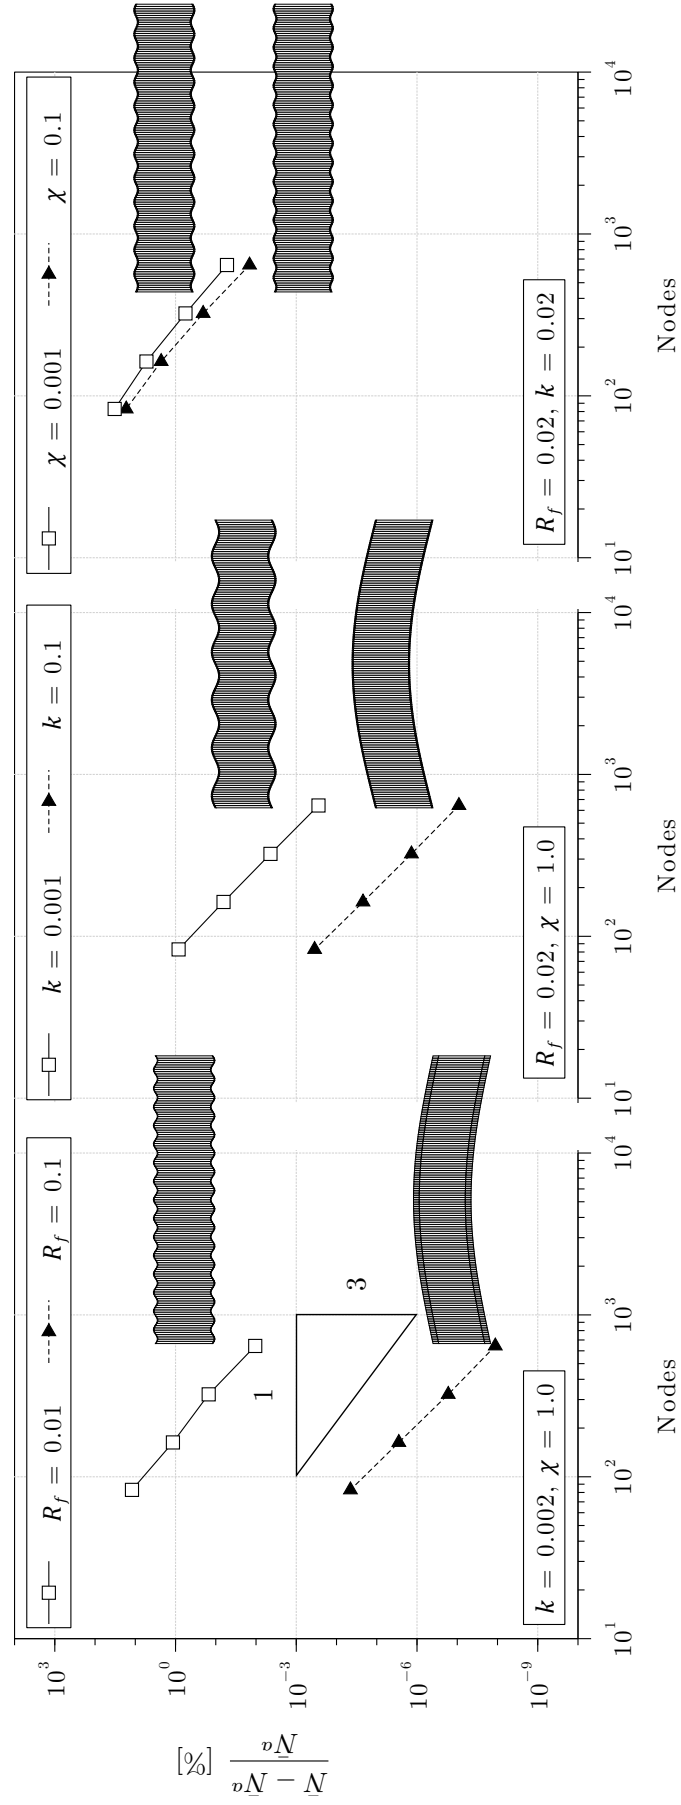 R_f = 0.01 R_f = 0.1
k = 0.001 k = 0.1
χ = 0.001 χ = 0.1
N̄ − N̄^a / N̄^a [%]
10^3
10^0
10^−3
10^−6
10^−9
1
3
k = 0.002, χ = 1.0
R_f = 0.02, χ = 1.0
R_f = 0.02, k = 0.02
10^1 10^2 10^3 10^4
10^1 10^2 10^3 10^4
10^1 10^2 10^3 10^4
Nodes
Nodes
Nodes